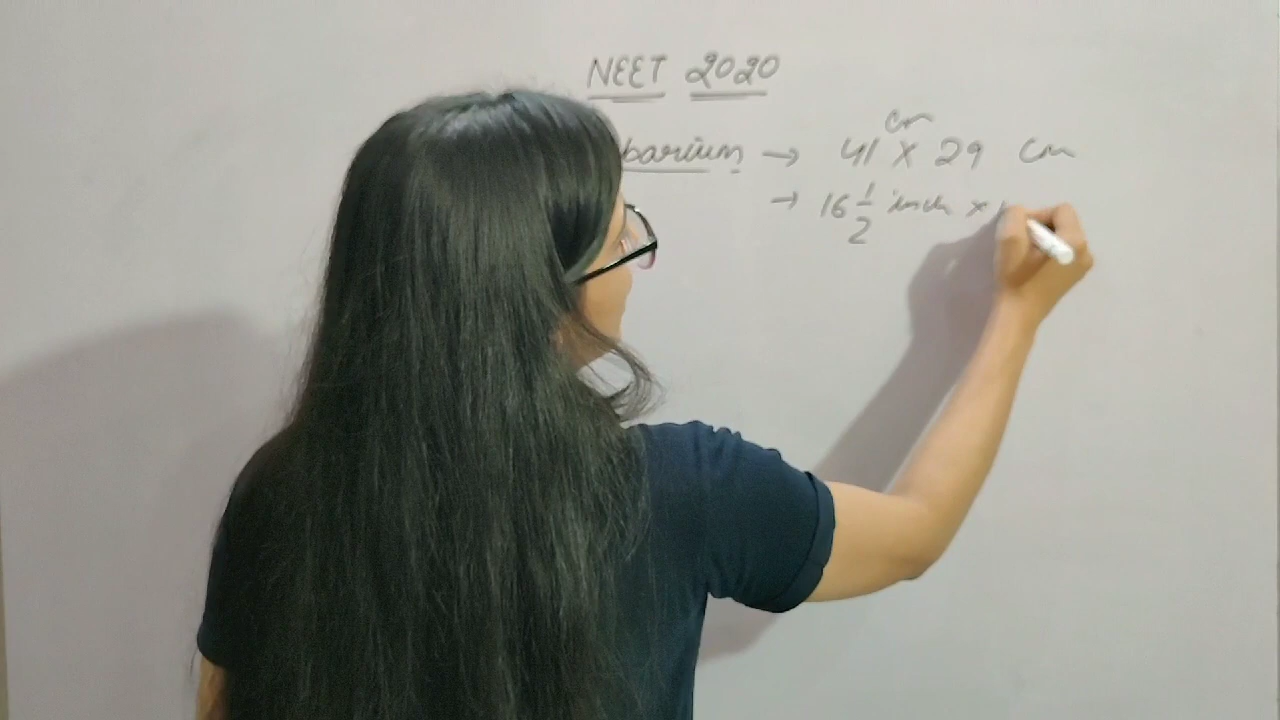 NEET 2020
barium → 41 cm X 29 cm
→ 16 1/2 inch ×